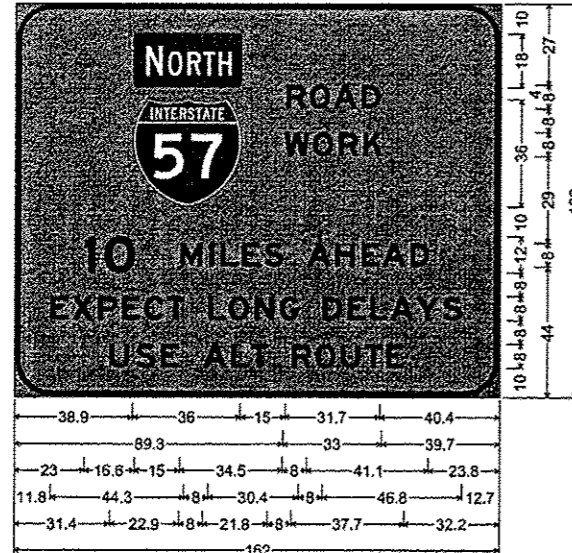 NORTH
INTERSTATE
57
ROAD
WORK
10 MILES AHEAD
EXPECT LONG DELAYS
USE ALT ROUTE
10 18 4 36 10 12 8 8 8 8 10
27 8 8 8 29 8 44
38.9 36 15 31.7 40.4
89.3 33 39.7
23 16.6 15 34.5 8 41.1 23.8
11.8 44.3 8 30.4 8 46.8 12.7
31.4 22.9 8 21.8 8 37.7 32.2
162